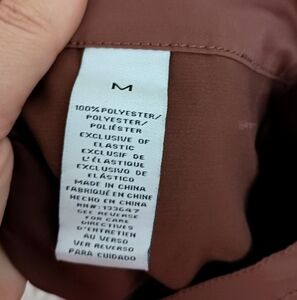 M
100% POLYESTER/
POLYESTER/
POLIÉSTER
EXCLUSIVE OF
ELASTIC
EXCLUSIF DE
L'ÉLASTIQUE
EXCLUSIVO DE
ELÁSTICO
MADE IN CHINA
FABRIQUÉ EN CHINE
HECHO EN CHINA
RN#: 133647
SEE REVERSE
FOR CARE
DIRECTIVES
D'ENTRETIEN
AU VERSO
VER REVERSO
PARA CUIDADO